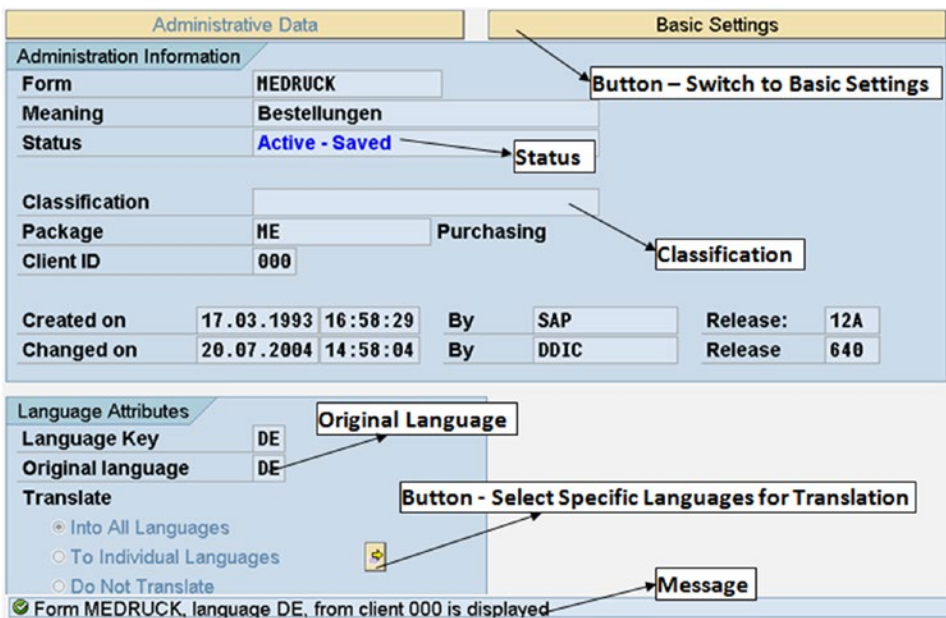 Administrative Data Basic Settings
Administration Information
Button – Switch to Basic Settings
Form MEDRUCK
Meaning Bestellungen
Status Active - Saved
Status
Classification
Package ME Purchasing
Classification
Client ID 000
Created on 17.03.1993 16:58:29 By SAP Release: 12A
Changed on 20.07.2004 14:58:04 By DDIC Release 640
Language Attributes
Original Language
Language Key DE
Original language DE
Translate
Button - Select Specific Languages for Translation
Into All Languages
To Individual Languages
Do Not Translate
Message
Form MEDRUCK, language DE, from client 000 is displayed